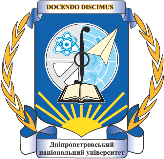 DOCENDO DISCIMUS
Дніпропетровський
національний університет